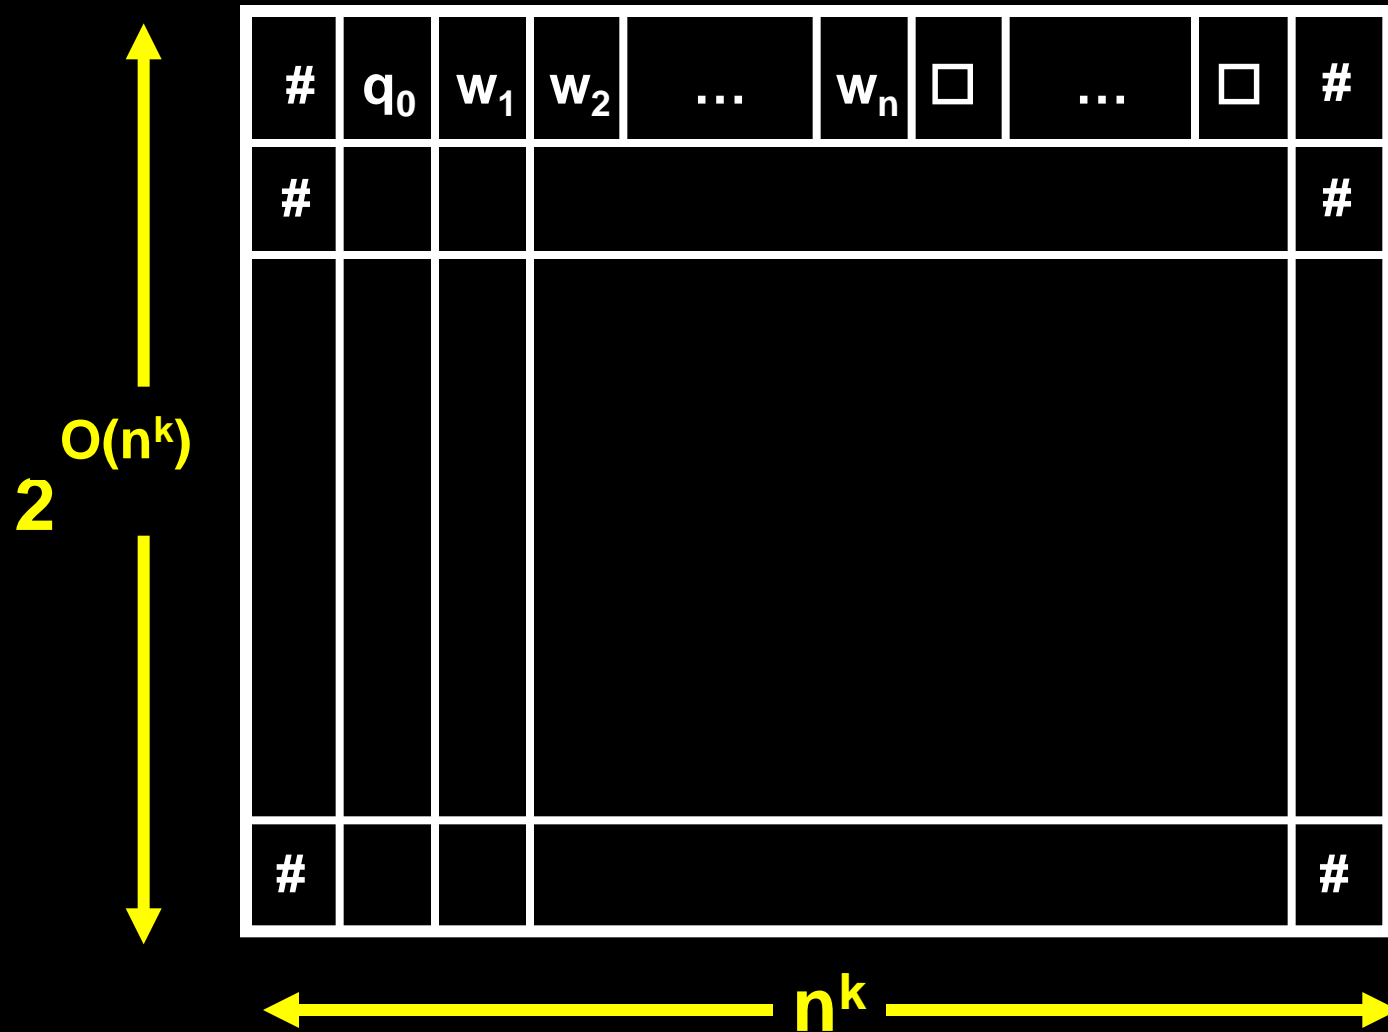 # q₀ w₁ w₂ ... wₙ □ ... □ #
# #
2^O(n^k)
# #
n^k